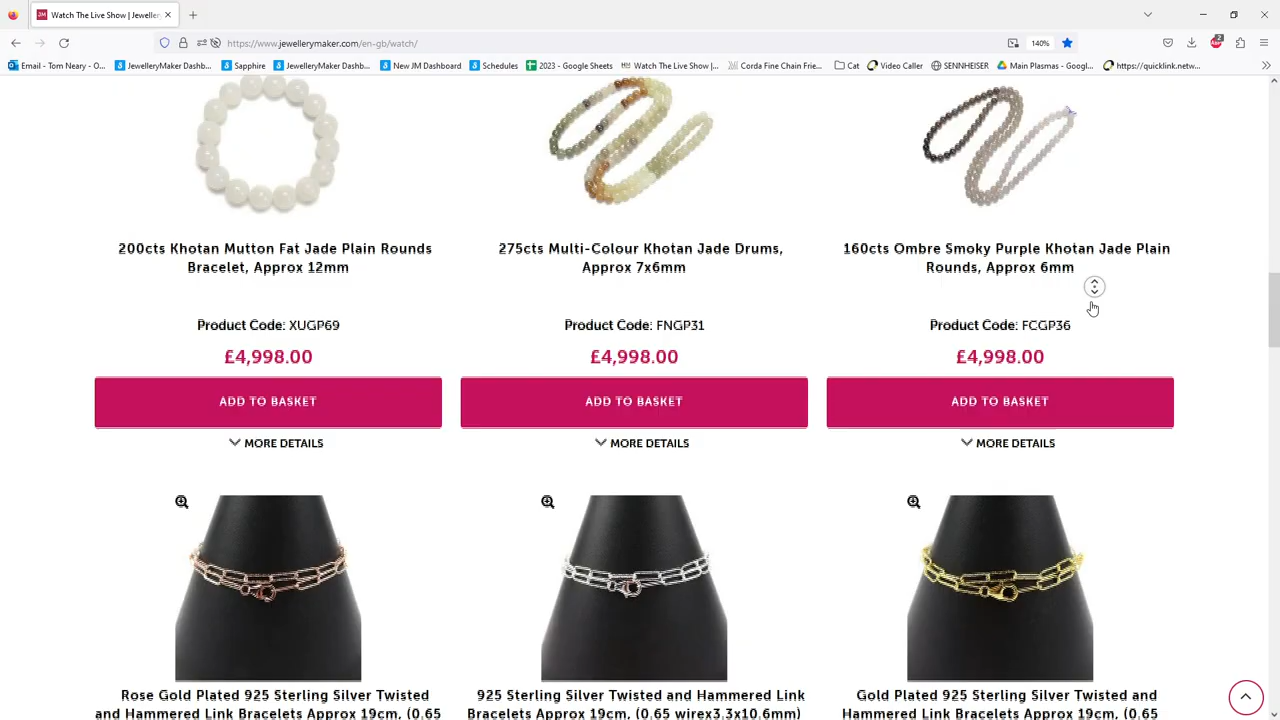 Watch The Live Show | Jeweller
https://www.jewellerymaker.com/en-gb/watch/
140%
2
Email - Tom Neary - O...
JewelleryMaker Dashb...
Sapphire
JewelleryMaker Dashb...
New JM Dashboard
Schedules
2023 - Google Sheets
Watch The Live Show |...
Corda Fine Chain Frie...
Cat
Video Caller
SENNHEISER
Main Plasmas - Googl...
https://quicklink.netw...
200cts Khotan Mutton Fat Jade Plain Rounds
Bracelet, Approx 12mm
Product Code: XUGP69
£4,998.00
ADD TO BASKET
MORE DETAILS
275cts Multi-Colour Khotan Jade Drums,
Approx 7x6mm
Product Code: FNGP31
£4,998.00
ADD TO BASKET
MORE DETAILS
160cts Ombre Smoky Purple Khotan Jade Plain
Rounds, Approx 6mm
Product Code: FCGP36
£4,998.00
ADD TO BASKET
MORE DETAILS
Rose Gold Plated 925 Sterling Silver Twisted
and Hammered Link Bracelets Approx 19cm, (0.65
925 Sterling Silver Twisted and Hammered Link
Bracelets Approx 19cm, (0.65 wirex3.3x10.6mm)
Gold Plated 925 Sterling Silver Twisted and
Hammered Link Bracelets Approx 19cm, (0.65